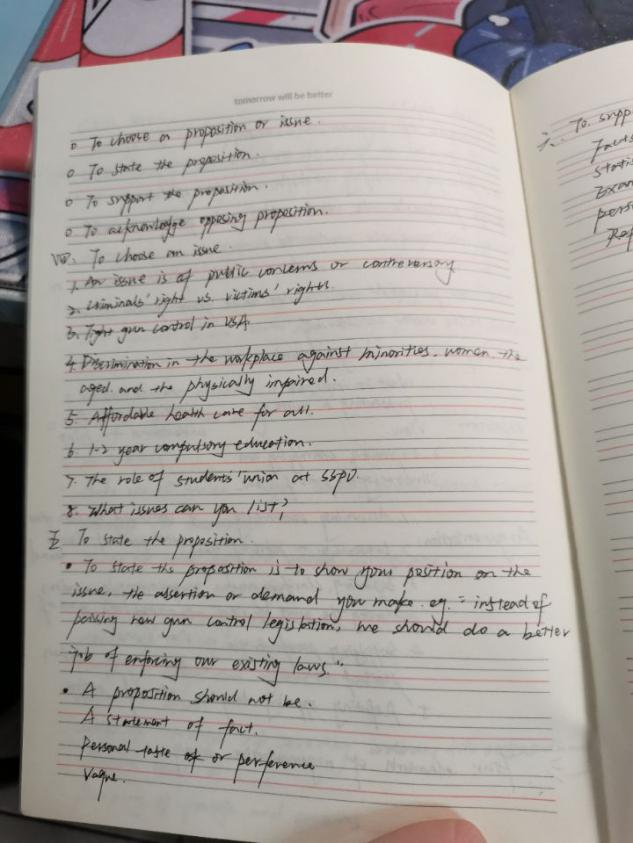 tomorrow will be better
o To choose a proposition or issue.
o To state the proposition.
o To support the proposition.
o To acknowledge opposing proposition.
四. To choose an issue.
1. An issue is of public concerns or controversary
2. Criminals' right vs. victims' rights.
3. Tight gun control in USA
4. Discrimination in the workplace against minorities, women, the
aged, and the physically impaired.
5. Affordable health care for all.
6. 1-2 year compulsory education.
7. The role of students' union at SSPU.
8. What issues can you list?
五 To state the proposition.
• To state the proposition is to show your position on the
issue, the assertion or demand you make. eg. "instead of
passing new gun control legislation, we should do a better
job of enforcing our existing laws."
• A proposition should not be.
A statement of fact.
Personal taste or perference
Vague.
六. To supp
Facts
Stati
Exam
pers
Ref